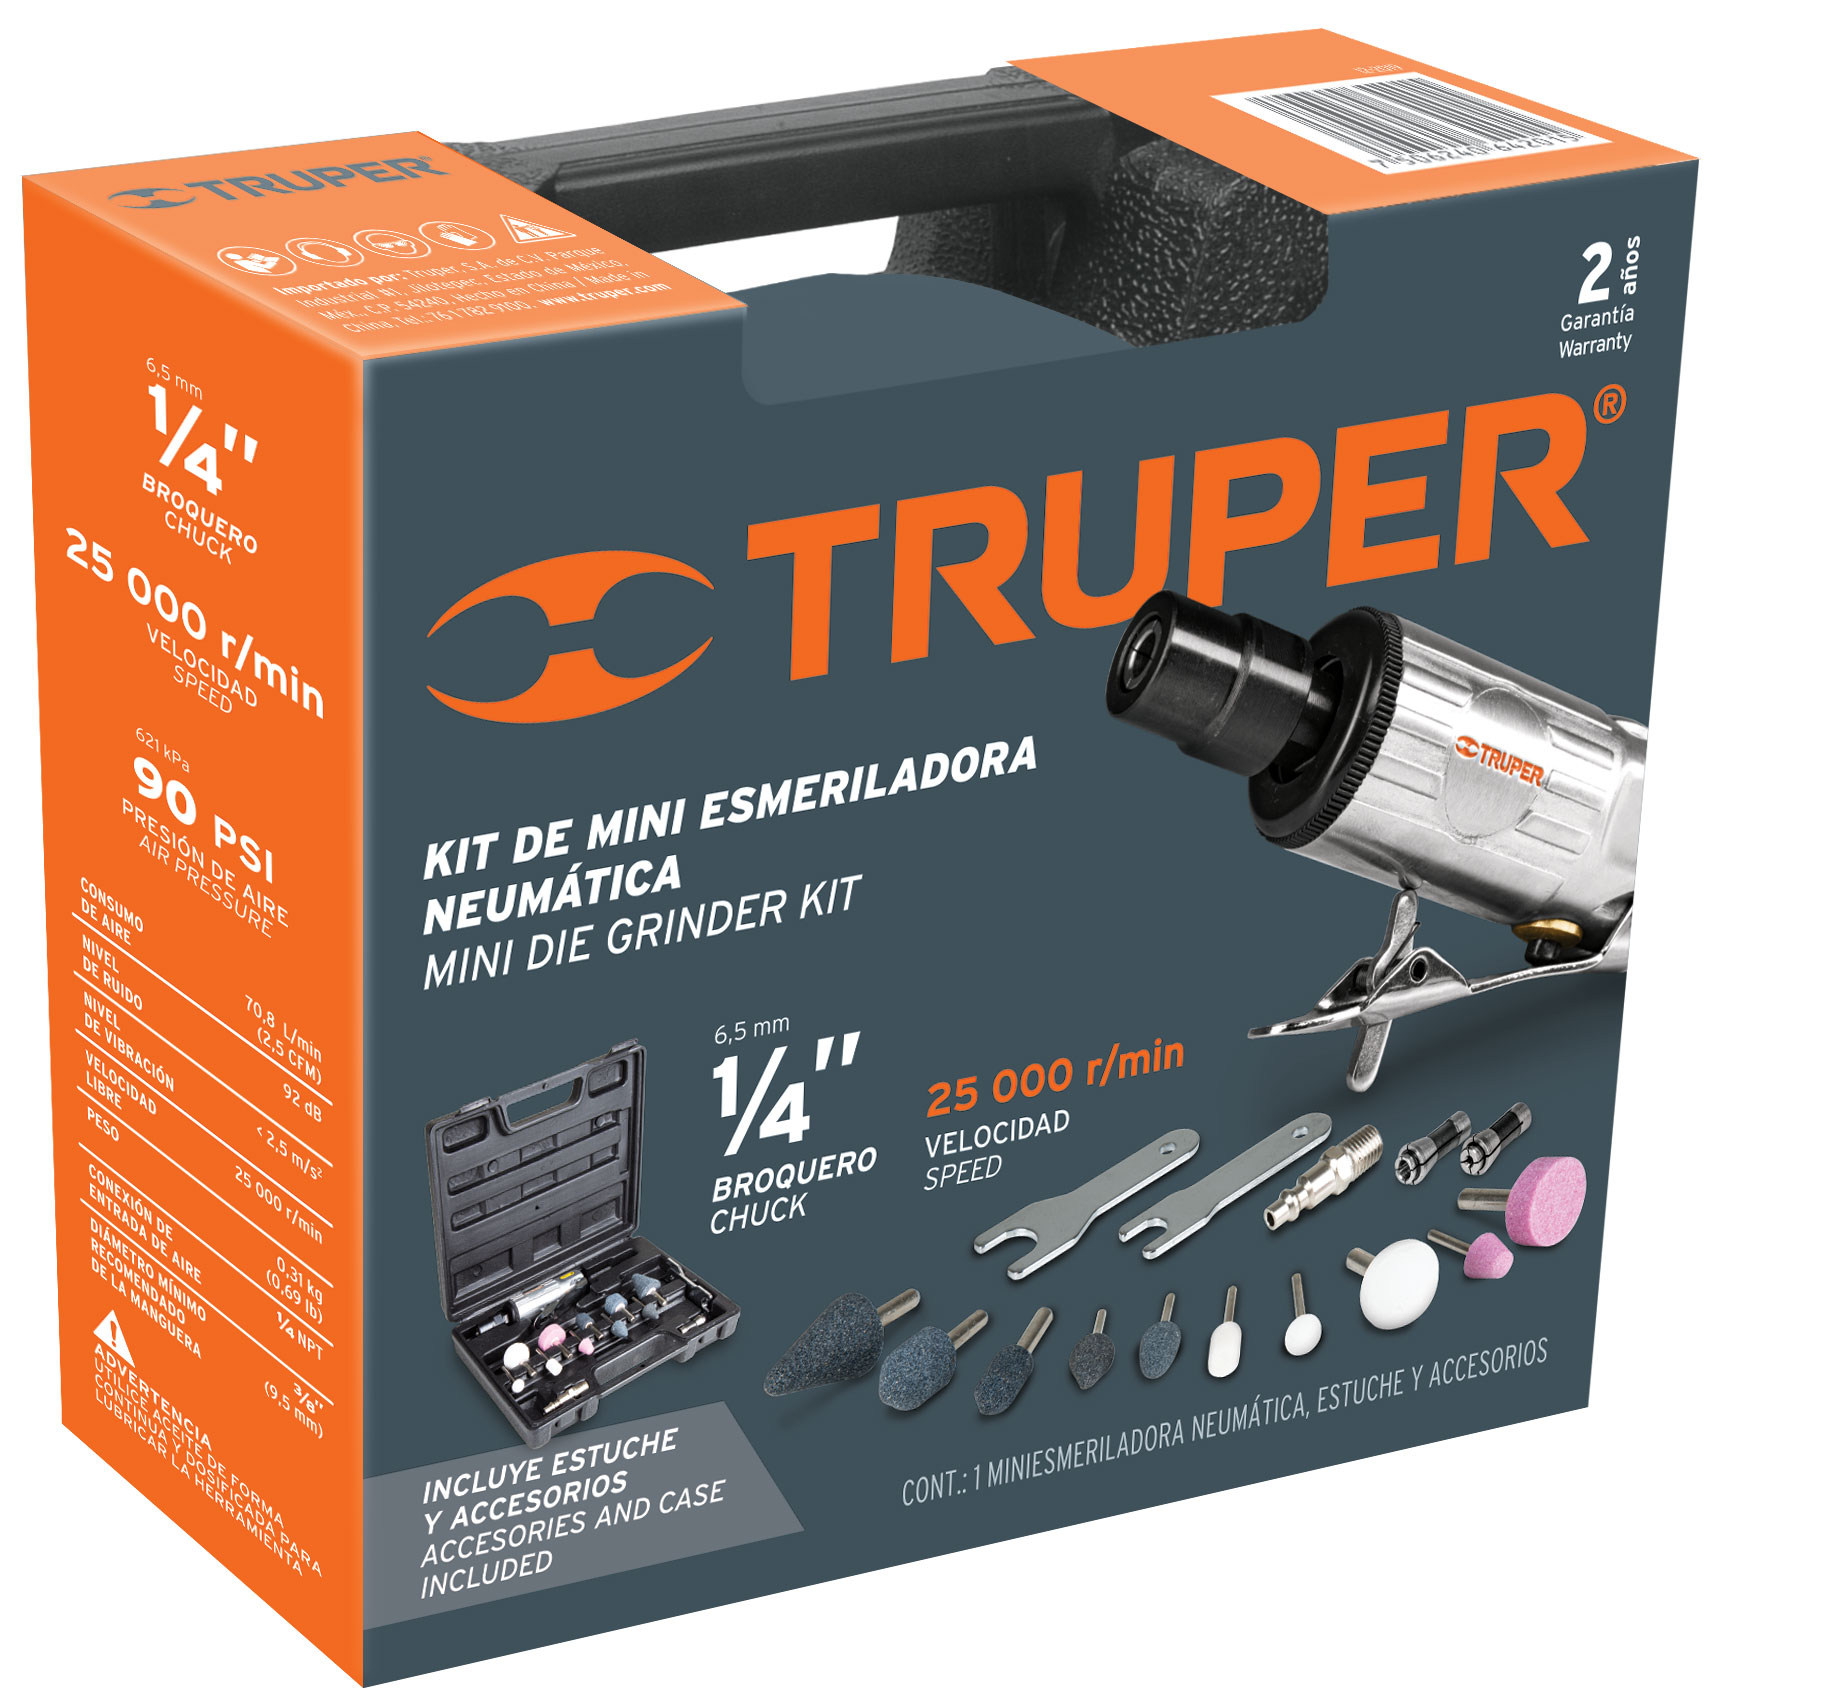 TRUPER®
Importado por: Truper, S.A. de C.V. Parque
Industrial #1, Jilotepec, Estado de México,
Méx., C.P. 54240, Hecho en China / Made in
China, Tel.: 761 782-9100. www.truper.com
12-2019
7 506240 642015
6,5 mm
1/4"
BROQUERO
CHUCK
25 000 r/min
VELOCIDAD
SPEED
621 kPa
90 PSI
PRESIÓN DE AIRE
AIR PRESSURE
CONSUMO
DE AIRE
70,8 L/min
(2,5 CFM)
NIVEL
DE RUIDO
92 dB
NIVEL
DE VIBRACIÓN
< 2,5 m/s²
VELOCIDAD
LIBRE
25 000 r/min
PESO
0,31 kg
(0,69 lb)
CONEXIÓN DE
ENTRADA DE AIRE
1/4 NPT
DIÁMETRO MÍNIMO
RECOMENDADO
DE LA MANGUERA
3/8"
(9,5 mm)
ADVERTENCIA
UTILICE ACEITE DE FORMA
CONTINUA Y DOSIFICADA PARA
LUBRICAR LA HERRAMIENTA
2 años
Garantía
Warranty
TRUPER®
TRUPER
KIT DE MINI ESMERILADORA
NEUMÁTICA
MINI DIE GRINDER KIT
6,5 mm
1/4"
BROQUERO
CHUCK
25 000 r/min
VELOCIDAD
SPEED
INCLUYE ESTUCHE
Y ACCESORIOS
ACCESORIES AND CASE
INCLUDED
CONT.: 1 MINIESMERILADORA NEUMÁTICA, ESTUCHE Y ACCESORIOS